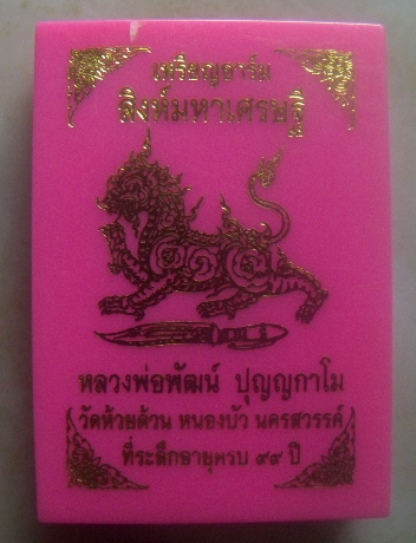 เหรียญอาร์ม
สิงห์มหาเศรษฐี
หลวงพ่อพัฒน์ ปุญญกาโม
วัดห้วยด้วน หนองบัว นครสวรรค์
ที่ระลึกอายุครบ ๙๙ ปี